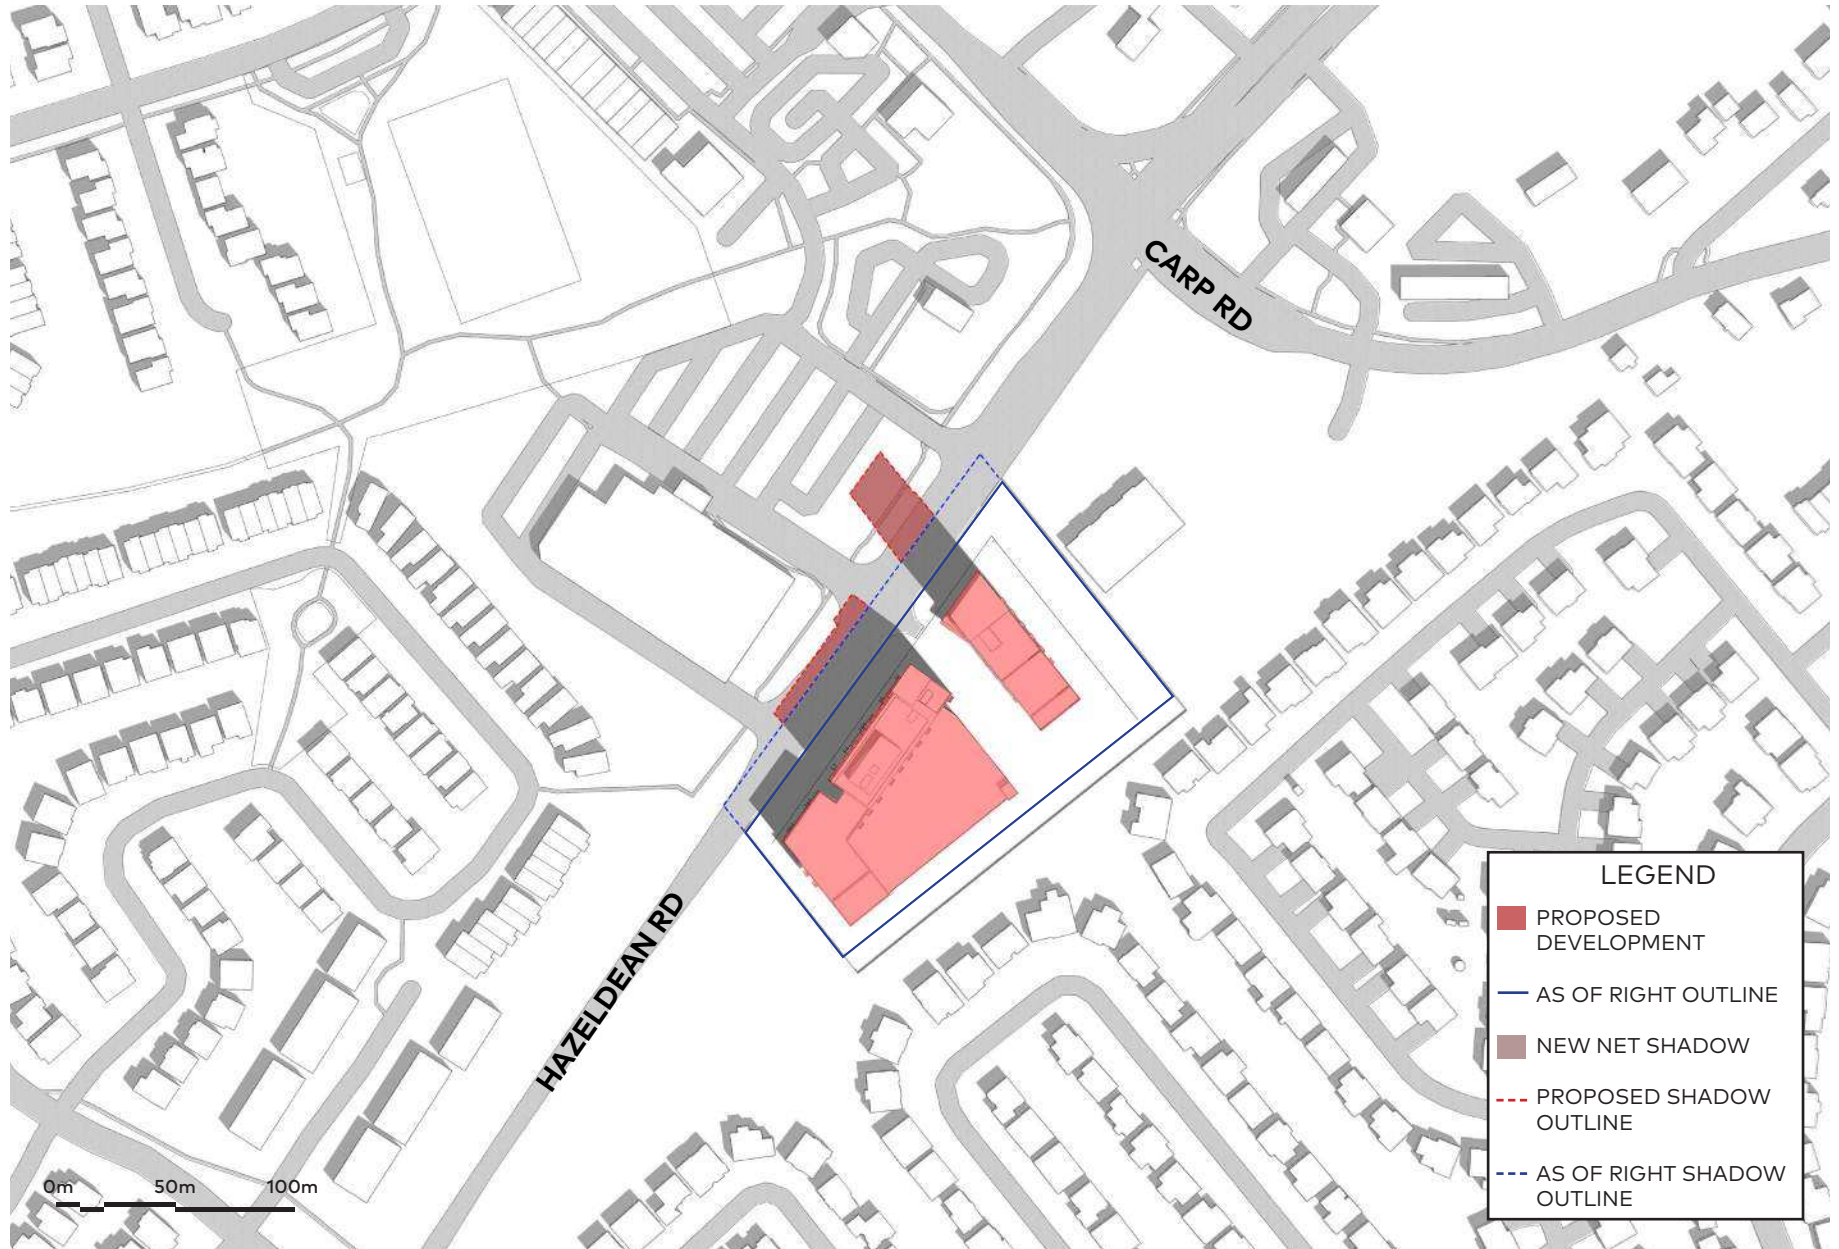 CARP RD
HAZELDEAN RD
LEGEND
PROPOSED
DEVELOPMENT
AS OF RIGHT OUTLINE
NEW NET SHADOW
PROPOSED SHADOW
OUTLINE
AS OF RIGHT SHADOW
OUTLINE
0m 50m 100m